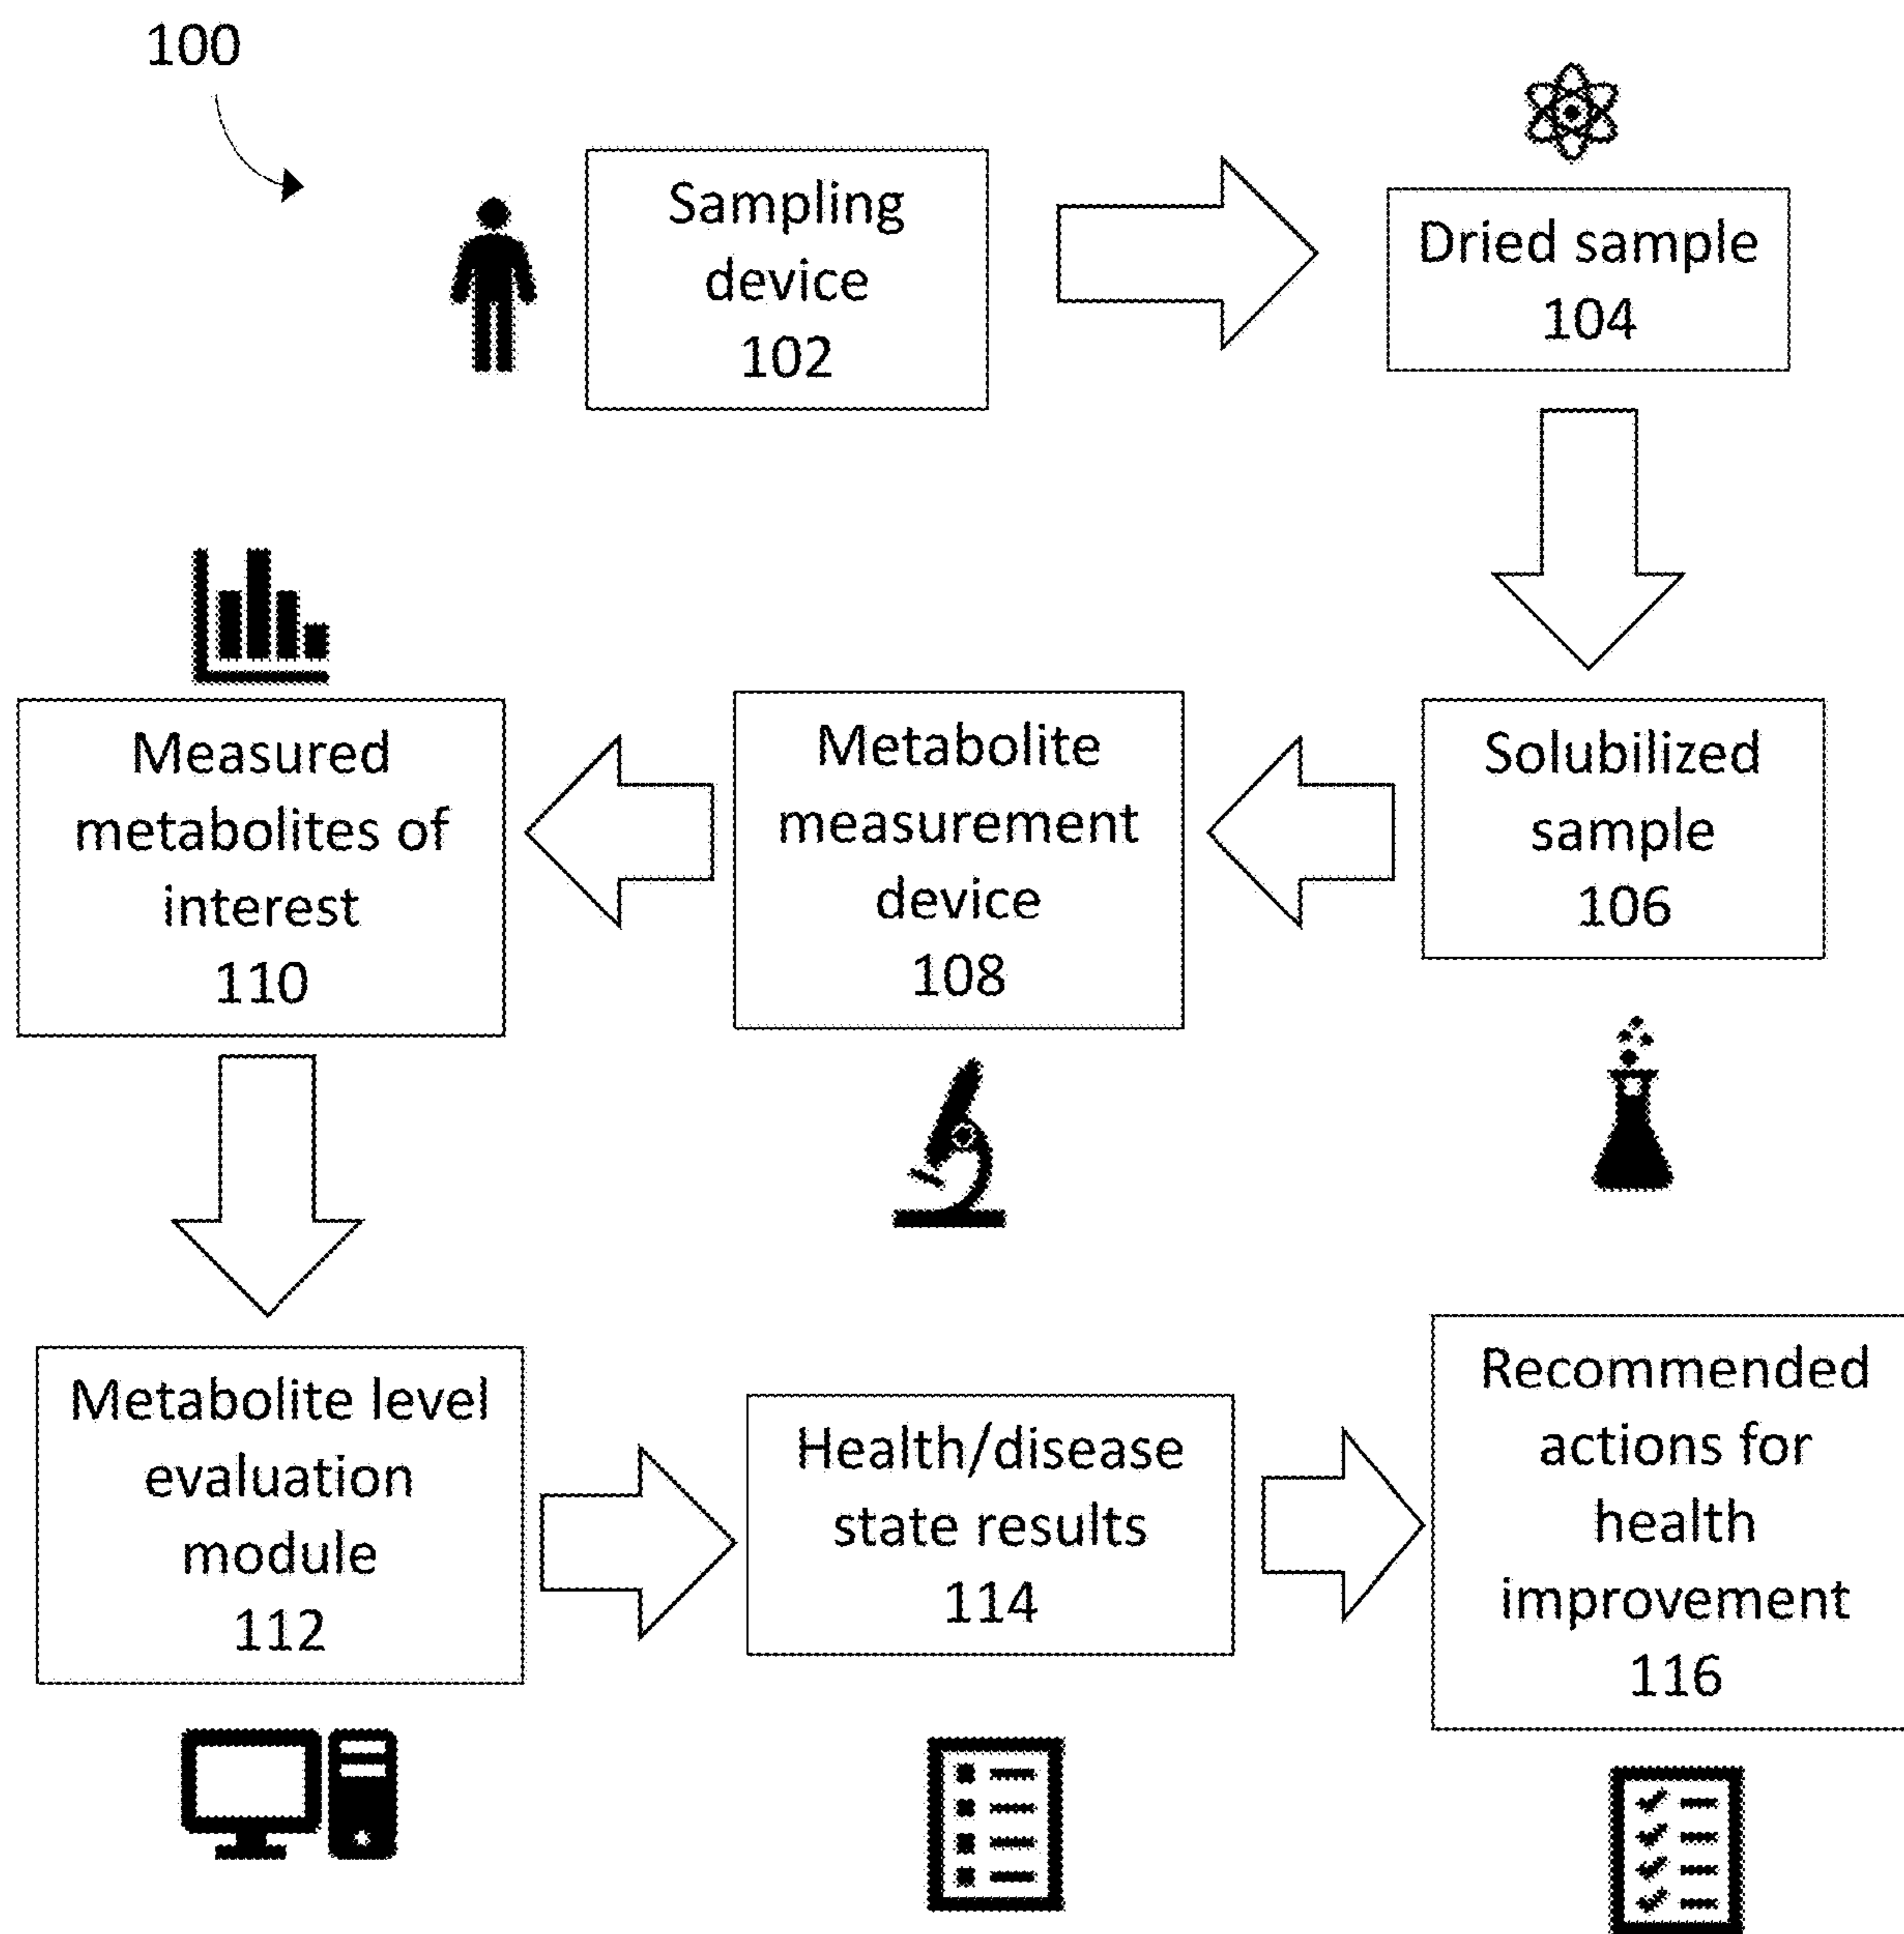 100
Sampling
device
102
Dried sample
104
Solubilized
sample
106
Metabolite
measurement
device
108
Measured
metabolites of
interest
110
Metabolite level
evaluation
module
112
Health/disease
state results
114
Recommended
actions for
health
improvement
116